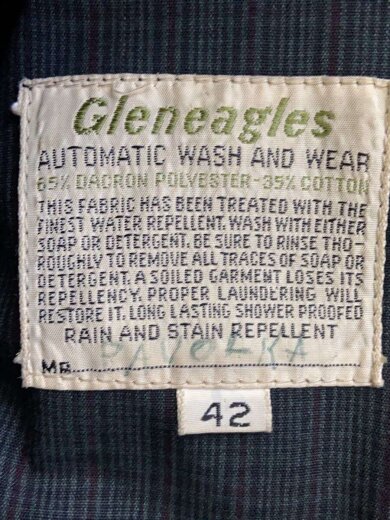 Gleneagles
AUTOMATIC WASH AND WEAR
65% DACRON POLYESTER-35% COTTON
THIS FABRIC HAS BEEN TREATED WITH THE
FINEST WATER REPELLENT. WASH WITH EITHER
SOAP OR DETERGENT. BE SURE TO RINSE THO-
ROUGHLY TO REMOVE ALL TRACES OF SOAP OR
DETERGENT. A SOILED GARMENT LOSES ITS
REPELLENCY. PROPER LAUNDERING WILL
RESTORE IT. LONG LASTING SHOWER PROOFED
RAIN AND STAIN REPELLENT
MR.
42